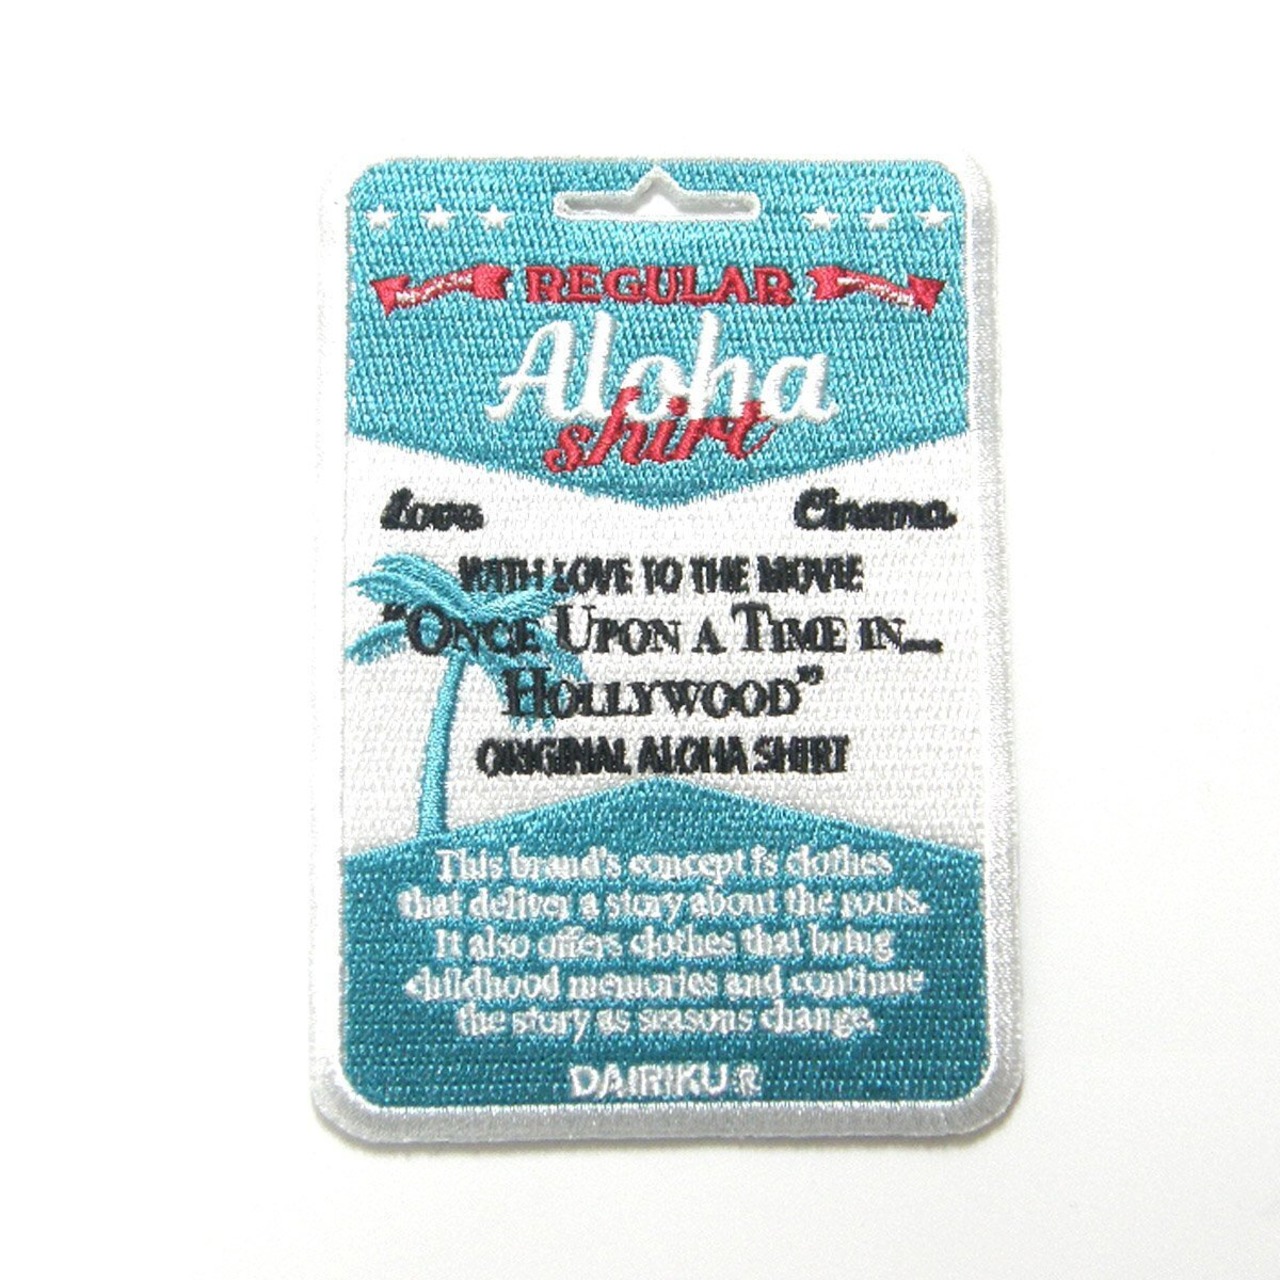 REGULAR
Aloha
shirt
Love Cinema
WITH LOVE TO THE MOVIE
"ONCE UPON A TIME IN...
HOLLYWOOD"
ORIGINAL ALOHA SHIRT
This brand's concept is clothes
that deliver a story about the roots.
It also offers clothes that bring
childhood memories and continue
the story as seasons change.
DAIRIKU R